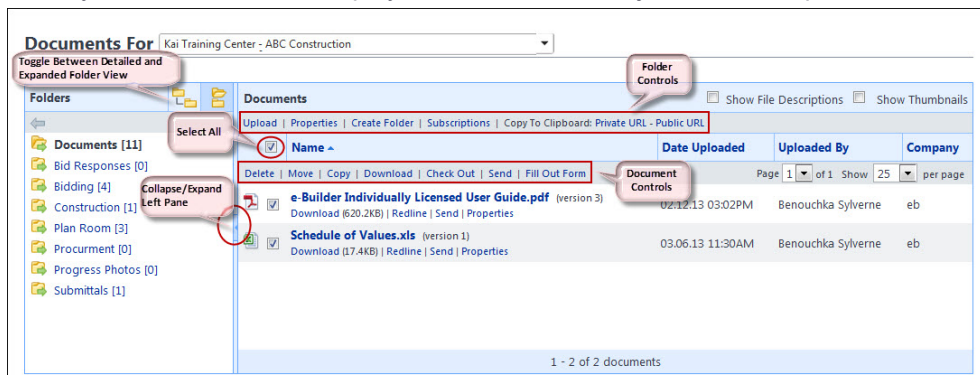 Documents For Kai Training Center - ABC Construction
Toggle Between Detailed and
Expanded Folder View
Folder
Controls
Folders
Documents
Show File Descriptions Show Thumbnails
Select All
Upload | Properties | Create Folder | Subscriptions | Copy To Clipboard: Private URL - Public URL
Documents [11]
Name
Date Uploaded
Uploaded By
Company
Bid Responses [0]
Delete | Move | Copy | Download | Check Out | Send | Fill Out Form
Document
Controls
Page 1 of 1 Show 25 per page
Bidding [4]
Collapse/Expand
Left Pane
Construction [1]
Plan Room [3]
Procurment [0]
Progress Photos [0]
Submittals [1]
e-Builder Individually Licensed User Guide.pdf (version 3)
Download (620.2KB) | Redline | Send | Properties
02.12.13 03:02PM
Benouchka Sylverne
eb
Schedule of Values.xls (version 1)
Download (17.4KB) | Redline | Send | Properties
03.06.13 11:30AM
Benouchka Sylverne
eb
1 - 2 of 2 documents